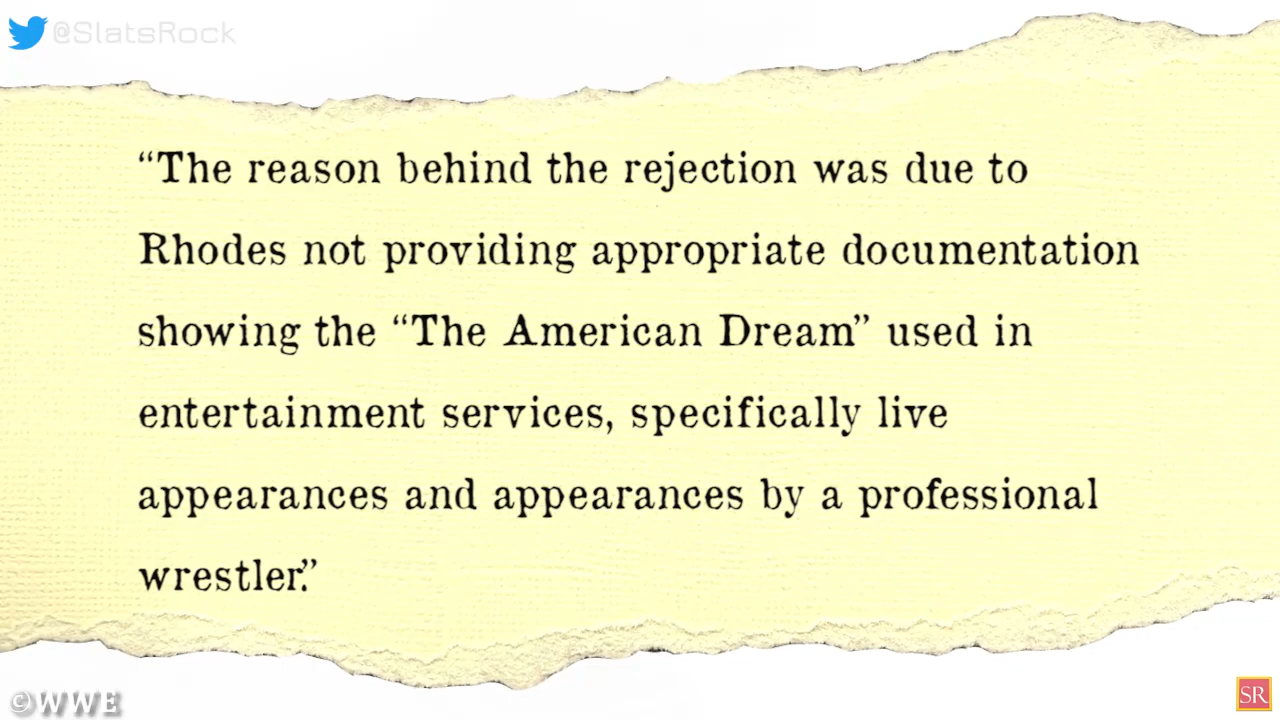 @SlatsRock
“The reason behind the rejection was due to
Rhodes not providing appropriate documentation
showing the “The American Dream” used in
entertainment services, specifically live
appearances and appearances by a professional
wrestler.”
©WWE
SR